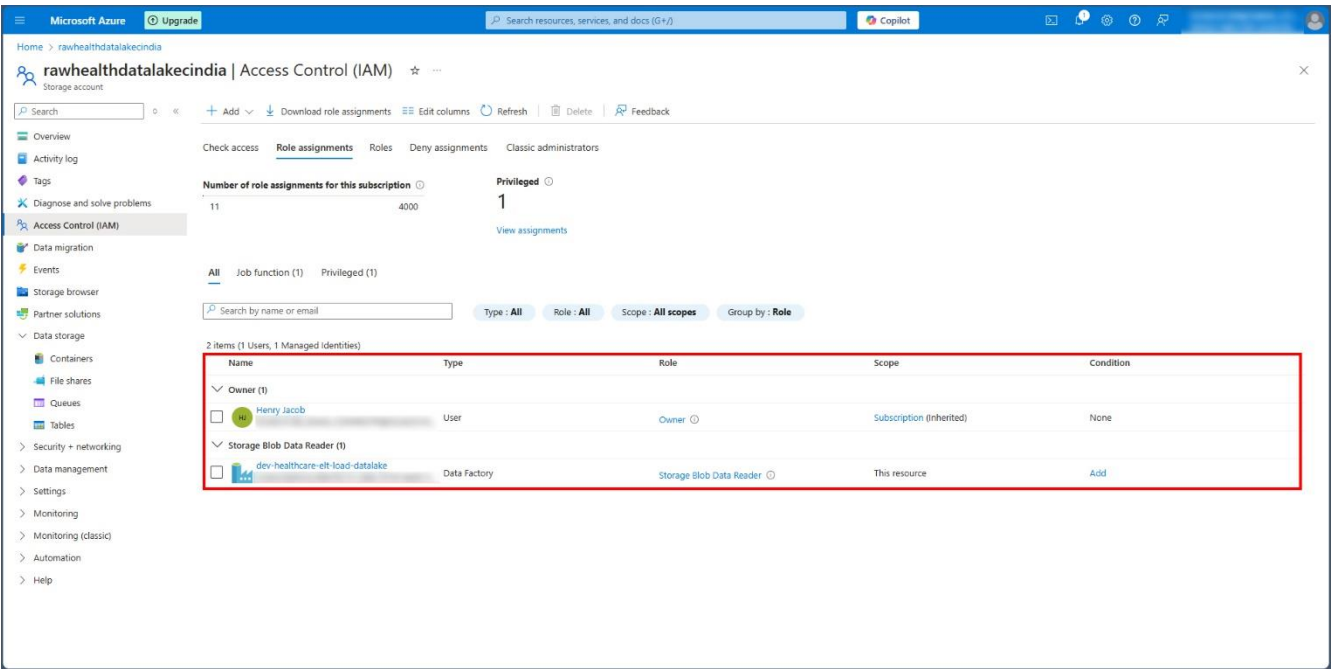 Microsoft Azure Upgrade Search resources, services, and docs (G+/) Copilot 1
Home > rawhealthdatalakecindia
rawhealthdatalakecindia | Access Control (IAM)
Storage account
Search
Overview
Activity log
Tags
Diagnose and solve problems
Access Control (IAM)
Data migration
Events
Storage browser
Partner solutions
Data storage
Containers
File shares
Queues
Tables
Security + networking
Data management
Settings
Monitoring
Monitoring (classic)
Automation
Help
Add Download role assignments Edit columns Refresh Delete Feedback
Check access Role assignments Roles Deny assignments Classic administrators
Number of role assignments for this subscription
11 4000
Privileged
1
View assignments
All Job function (1) Privileged (1)
Search by name or email Type : All Role : All Scope : All scopes Group by : Role
2 items (1 Users, 1 Managed Identities)
Name Type Role Scope Condition
Owner (1)
HJ Henry Jacob User Owner Subscription (Inherited) None
Storage Blob Data Reader (1)
dev-healthcare-elt-load-datalake Data Factory Storage Blob Data Reader This resource Add